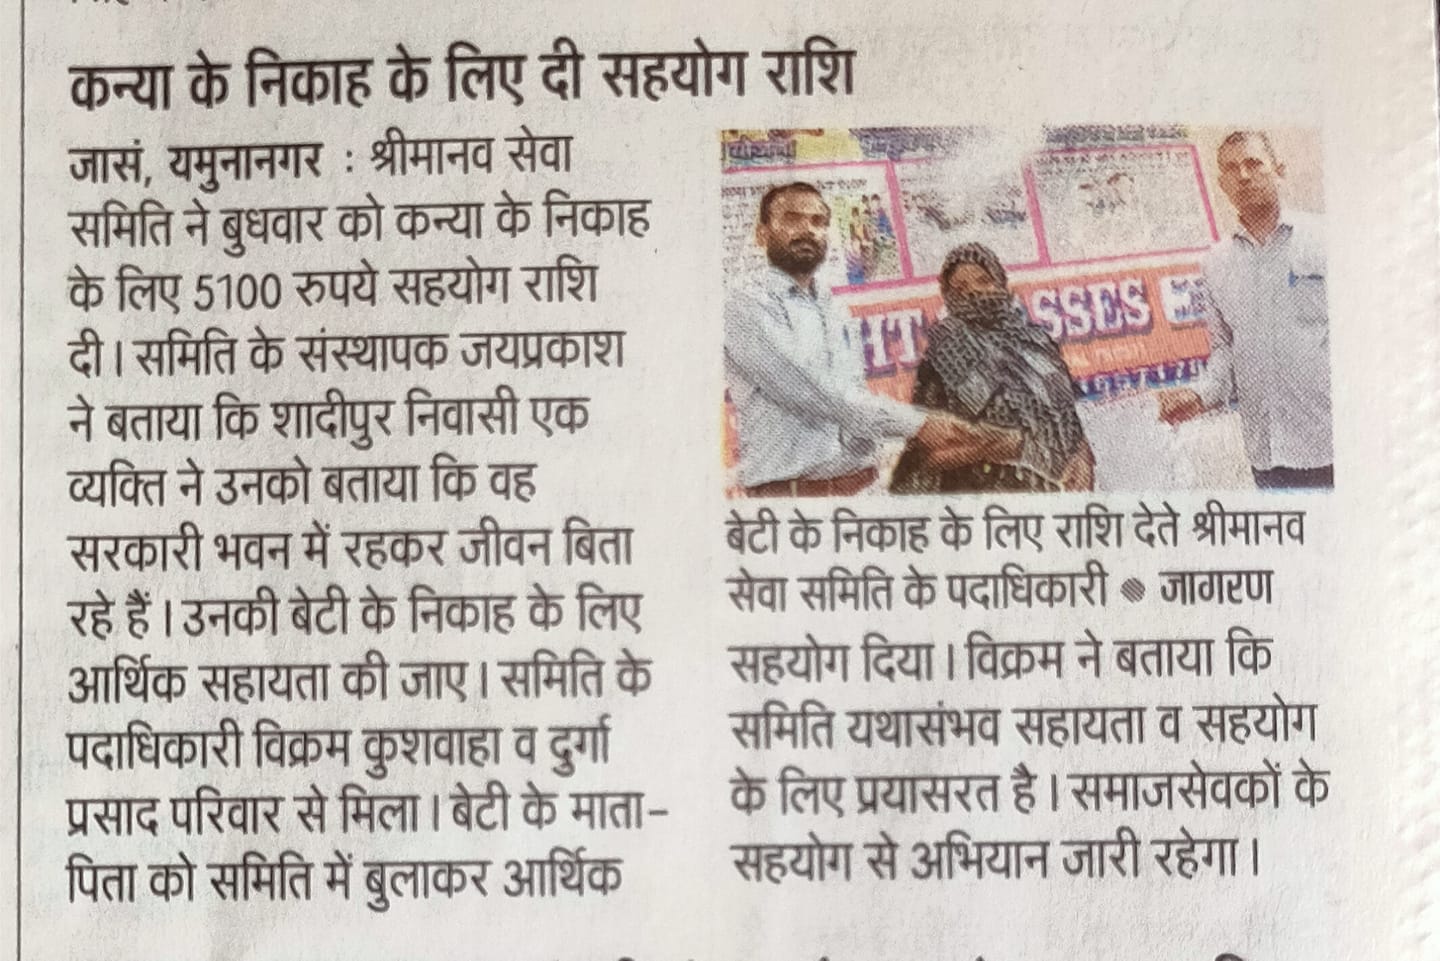 कन्या के निकाह के लिए दी सहयोग राशि
जासं, यमुनानगर : श्रीमानव सेवा
समिति ने बुधवार को कन्या के निकाह
के लिए 5100 रुपये सहयोग राशि
दी। समिति के संस्थापक जयप्रकाश
ने बताया कि शादीपुर निवासी एक
व्यक्ति ने उनको बताया कि वह
सरकारी भवन में रहकर जीवन बिता
रहे हैं। उनकी बेटी के निकाह के लिए
आर्थिक सहायता की जाए। समिति के
पदाधिकारी विक्रम कुशवाहा व दुर्गा
प्रसाद परिवार से मिला। बेटी के माता-
पिता को समिति में बुलाकर आर्थिक
SSES
बेटी के निकाह के लिए राशि देते श्रीमानव
सेवा समिति के पदाधिकारी ● जागरण
सहयोग दिया। विक्रम ने बताया कि
समिति यथासंभव सहायता व सहयोग
के लिए प्रयासरत है। समाजसेवकों के
सहयोग से अभियान जारी रहेगा।